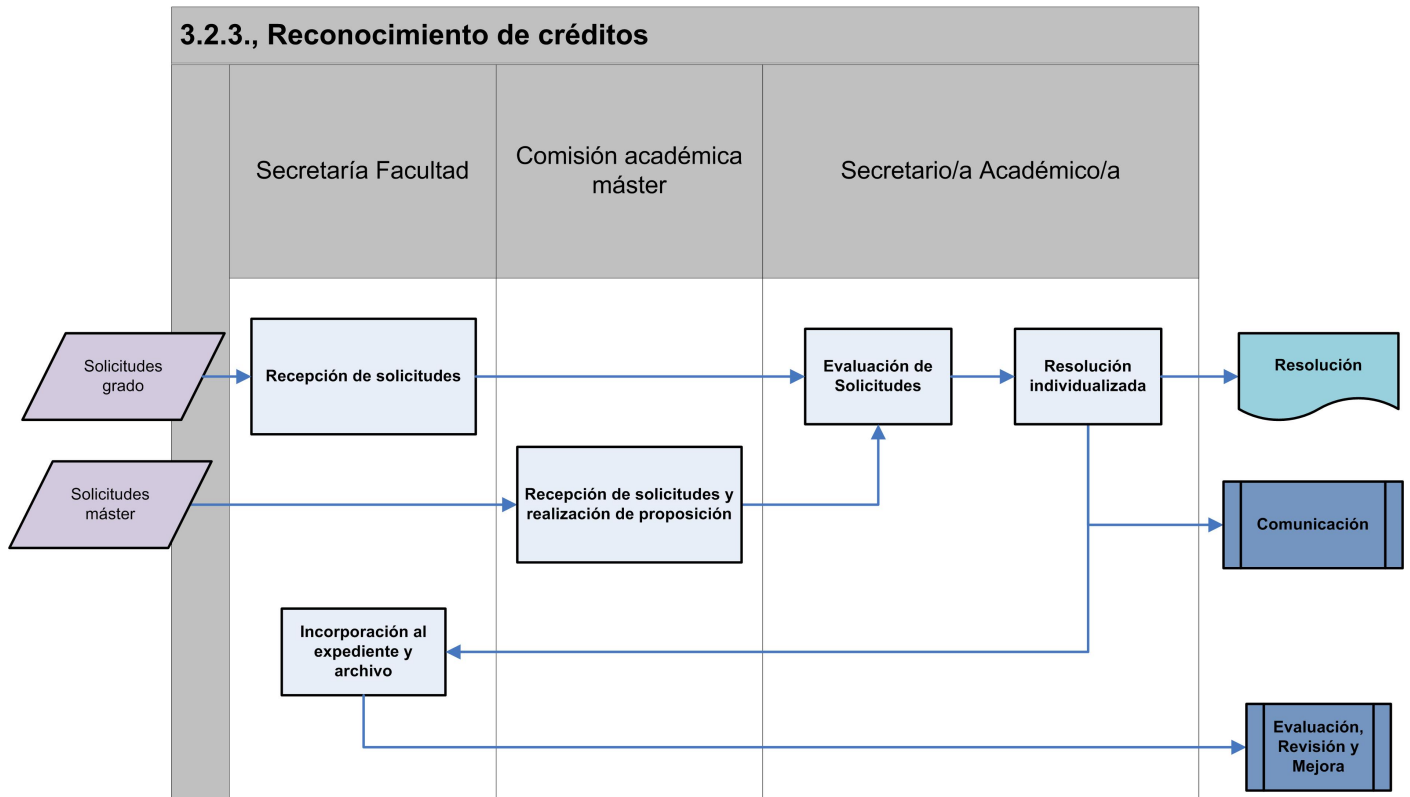 3.2.3., Reconocimiento de créditos
Secretaría Facultad
Comisión académica
máster
Secretario/a Académico/a
Solicitudes
grado
Recepción de solicitudes
Evaluación de
Solicitudes
Resolución
individualizada
Resolución
Solicitudes
máster
Recepción de solicitudes y
realización de proposición
Comunicación
Incorporación al
expediente y
archivo
Evaluación,
Revisión y
Mejora